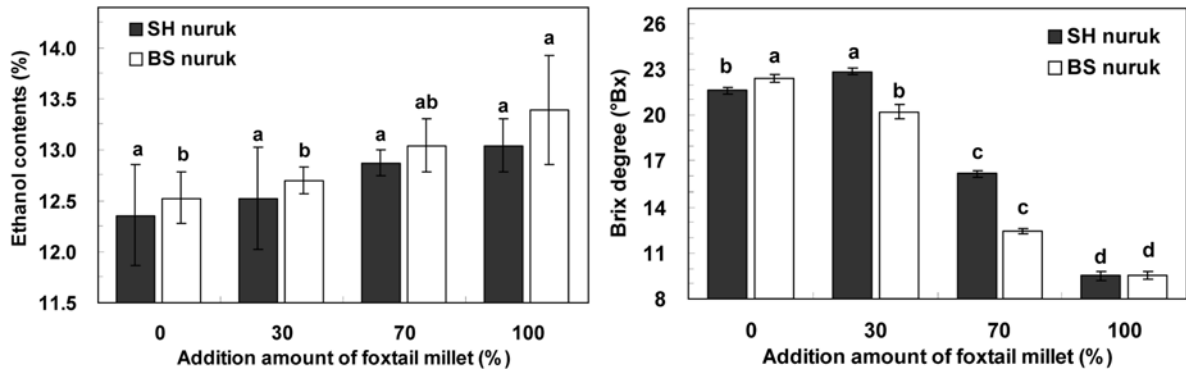 SH nuruk
BS nuruk
Ethanol contents (%)
14.0
13.5
13.0
12.5
12.0
11.5
a
b
a
b
a
ab
a
a
0
30
70
100
Addition amount of foxtail millet (%)
SH nuruk
BS nuruk
Brix degree (°Bx)
26
23
20
17
14
11
8
b
a
a
b
c
c
d
d
0
30
70
100
Addition amount of foxtail millet (%)